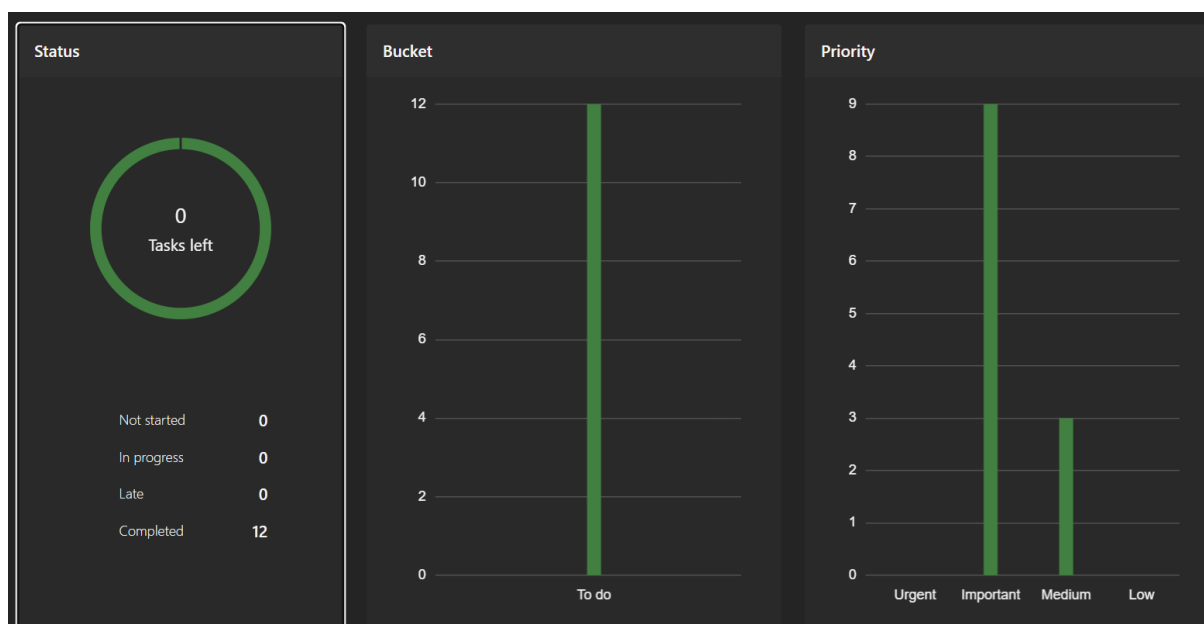 Status
0
Tasks left
Not started 0
In progress 0
Late 0
Completed 12
Bucket
12
10
8
6
4
2
0
To do
Priority
9
8
7
6
5
4
3
2
1
0
Urgent Important Medium Low